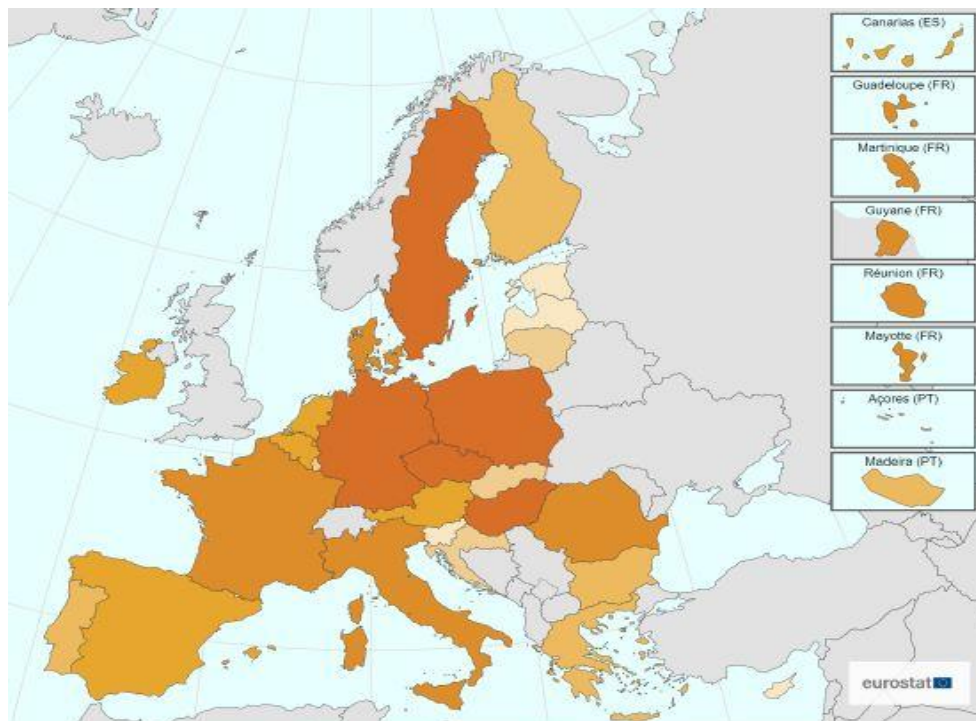 Canarias (ES)
Guadeloupe (FR)
Martinique (FR)
Guyane (FR)
Réunion (FR)
Mayotte (FR)
Açores (PT)
Madeira (PT)
eurostat